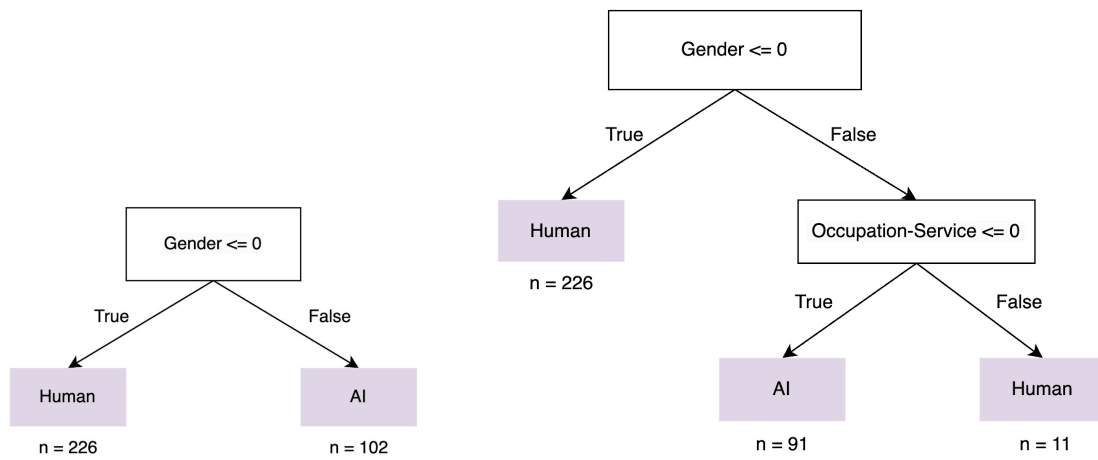 Gender <= 0
True
False
Human
AI
n = 226
n = 102
Gender <= 0
True
False
Human
Occupation-Service <= 0
n = 226
True
False
AI
Human
n = 91
n = 11